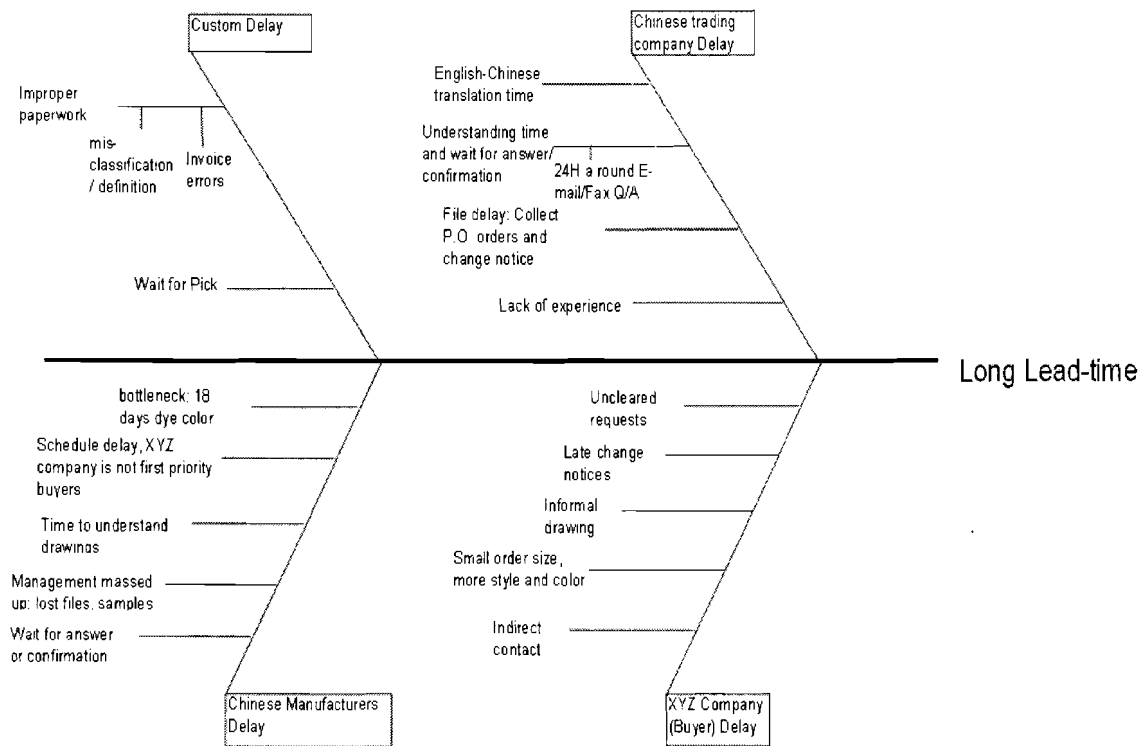 Custom Delay
Improper
paperwork
mis-
classification
/ definition
Invoice
errors
Wait for Pick
Chinese trading
company Delay
English-Chinese
translation time
Understanding time
and wait for answer/
confirmation
24H a round E-
mail/Fax Q/A
File delay: Collect
P.O. orders and
change notice
Lack of experience
Long Lead-time
bottleneck: 18
days dye color
Schedule delay, XYZ
company is not first priority
buyers
Time to understand
drawings
Management massed
up: lost files, samples
Wait for answer
or confirmation
Chinese Manufacturers
Delay
Uncleared
requests
Late change
notices
Informal
drawing
Small order size,
more style and color
Indirect
contact
XYZ Company
(Buyer) Delay